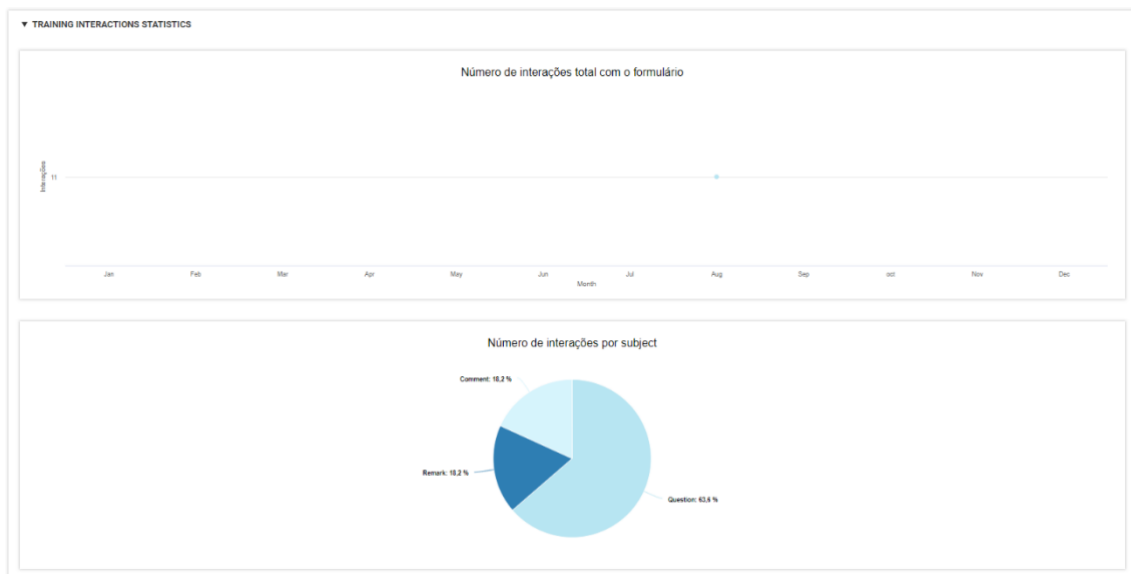 ▼ TRAINING INTERACTIONS STATISTICS
Número de interações total com o formulário
Interações
11
Jan Feb Mar Apr May Jun Jul Aug Sep oct Nov Dec
Month
Número de interações por subject
Comment: 18,2 %
Remark: 18,2 %
Question: 63,6 %